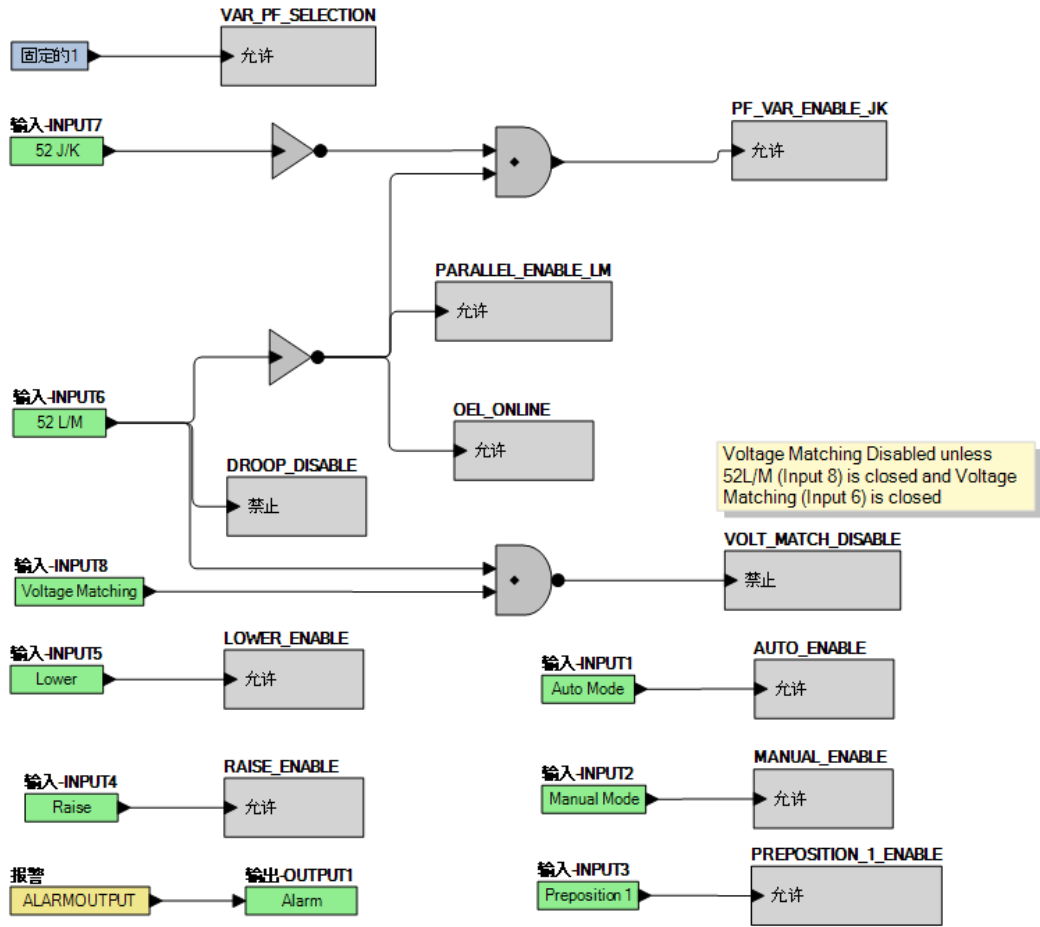 VAR_PF_SELECTION
固定的1
允许
输入-INPUT7
52 J/K
PF_VAR_ENABLE_JK
允许
PARALLEL_ENABLE_LM
允许
输入-INPUT6
52 L/M
OEL_ONLINE
允许
DROOP_DISABLE
禁止
Voltage Matching Disabled unless
52L/M (Input 8) is closed and Voltage
Matching (Input 6) is closed
输入-INPUT8
Voltage Matching
VOLT_MATCH_DISABLE
禁止
输入-INPUT5
Lower
LOWER_ENABLE
允许
输入-INPUT1
Auto Mode
AUTO_ENABLE
允许
输入-INPUT4
Raise
RAISE_ENABLE
允许
输入-INPUT2
Manual Mode
MANUAL_ENABLE
允许
报警
ALARMOUTPUT
输出-OUTPUT1
Alarm
输入-INPUT3
Preposition 1
PREPOSITION_1_ENABLE
允许